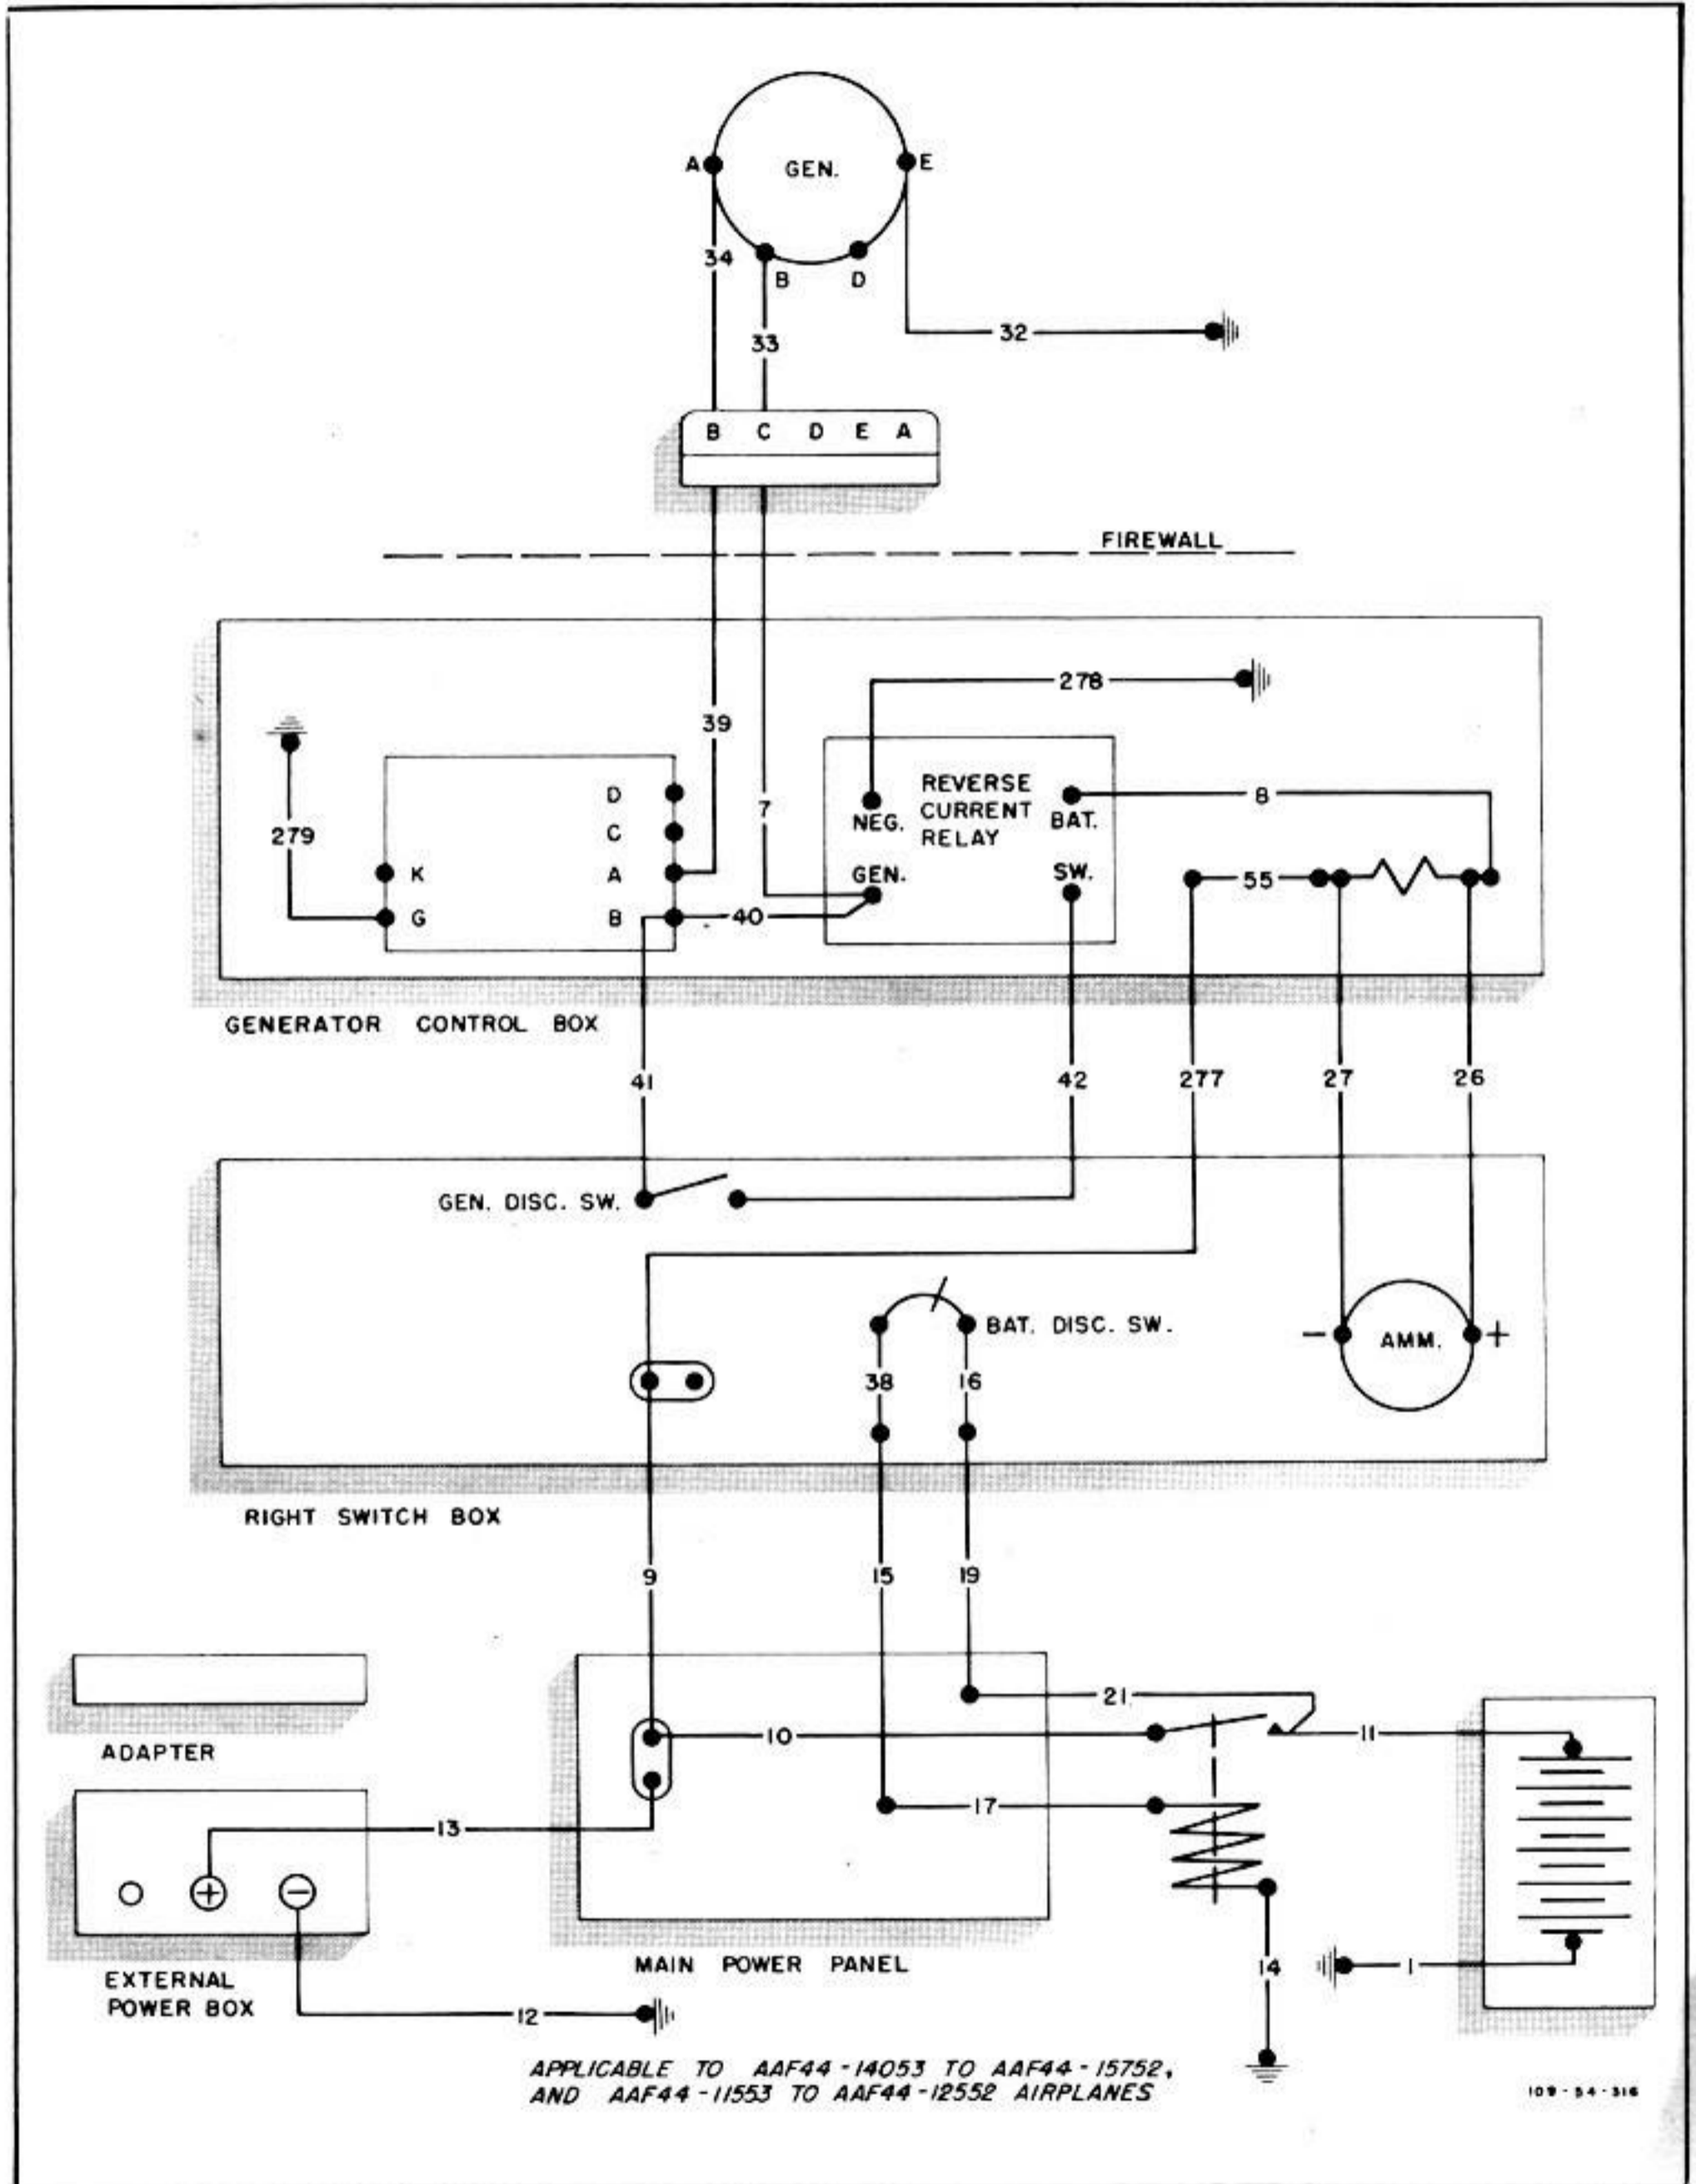 A GEN. E
34 B D
33 32
B C D E A
FIREWALL
278
39
D REVERSE 8
7 NEG. CURRENT BAT.
279 C RELAY
K A GEN. SW. 55
G B 40
GENERATOR CONTROL BOX
41 42 277 27 26
GEN. DISC. SW.
BAT. DISC. SW. - AMM. +
38 16
RIGHT SWITCH BOX
9 15 19
21
10 11
ADAPTER
17
13
+ -
MAIN POWER PANEL 14 1
EXTERNAL
POWER BOX
12
APPLICABLE TO AAF44-14053 TO AAF44-15752,
AND AAF44-11553 TO AAF44-12552 AIRPLANES
109-54-316